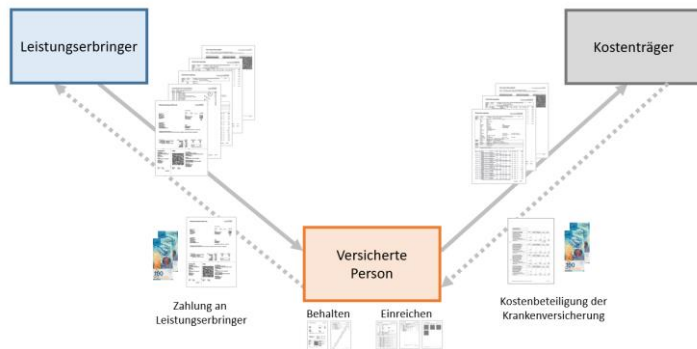 Leistungserbringer
Kostenträger
Versicherte
Person
Zahlung an
Leistungserbringer
Behalten
Einreichen
Kostenbeteiligung der
Krankenversicherung